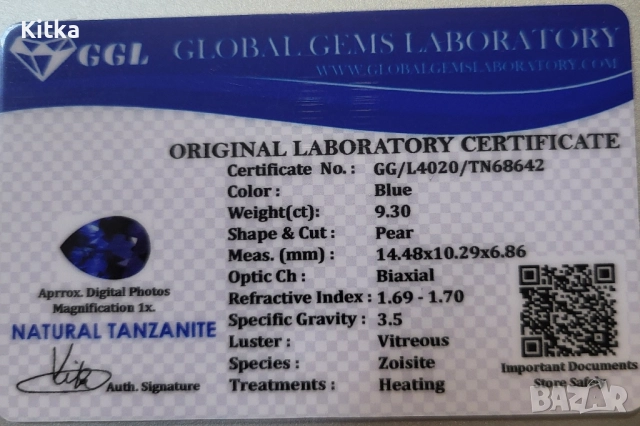 Kitka
GGL GLOBAL GEMS LABORATORY
WWW.GLOBALGEMSLABORATORY.COM
ORIGINAL LABORATORY CERTIFICATE
Certificate No. : GG/L4020/TN68642
Color : Blue
Weight(ct): 9.30
Shape & Cut : Pear
Meas. (mm) : 14.48x10.29x6.86
Optic Ch : Biaxial
Aprrox. Digital Photos
Magnification 1x.
Refractive Index : 1.69 - 1.70
Specific Gravity : 3.5
NATURAL TANZANITE
Luster : Vitreous
Species : Zoisite
Important Documents
Kitka Auth. Signature
Treatments : Heating
Store Safely
BAZAR